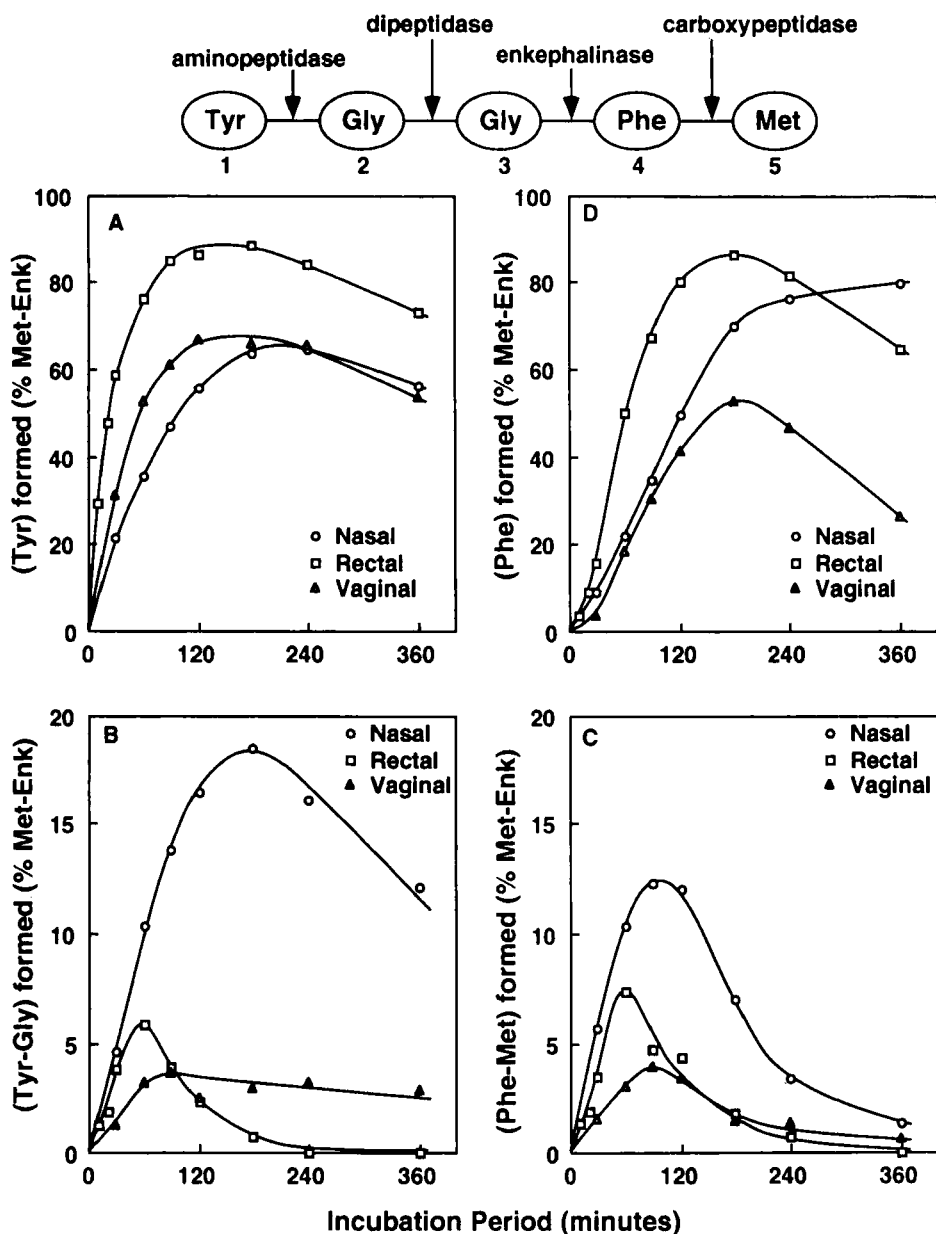 dipeptidase
carboxypeptidase
aminopeptidase
enkephalinase
Tyr Gly Gly Phe Met
1 2 3 4 5
A
(Tyr) formed (% Met-Enk)
100
80
60
40
20
0
Nasal
Rectal
Vaginal
0 120 240 360
D
(Phe) formed (% Met-Enk)
100
80
60
40
20
0
Nasal
Rectal
Vaginal
0 120 240 360
B
(Tyr-Gly) formed (% Met-Enk)
20
15
10
5
0
Nasal
Rectal
Vaginal
0 120 240 360
C
(Phe-Met) formed (% Met-Enk)
20
15
10
5
0
Nasal
Rectal
Vaginal
0 120 240 360
Incubation Period (minutes)